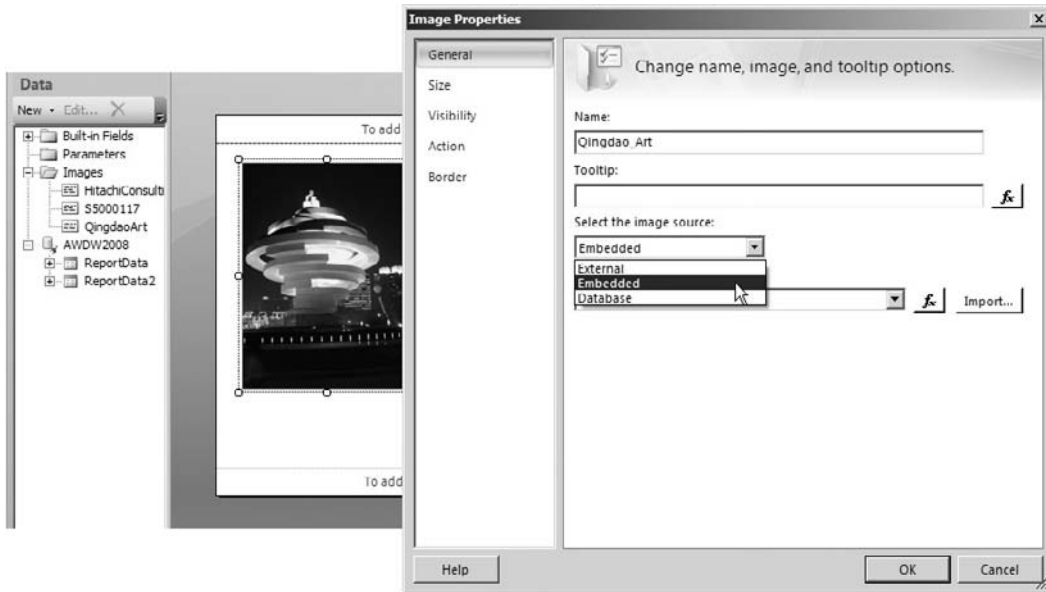 Data
New Edit...
Built-in Fields
Parameters
Images
HitachiConsulti
S5000117
QingdaoArt
AWDW2008
ReportData
ReportData2
To add
To add
Image Properties
General
Size
Visibility
Action
Border
Change name, image, and tooltip options.
Name:
Qingdao_Art
Tooltip:
fx
Select the image source:
Embedded
External
Embedded
Database
fx
Import...
Help
OK
Cancel